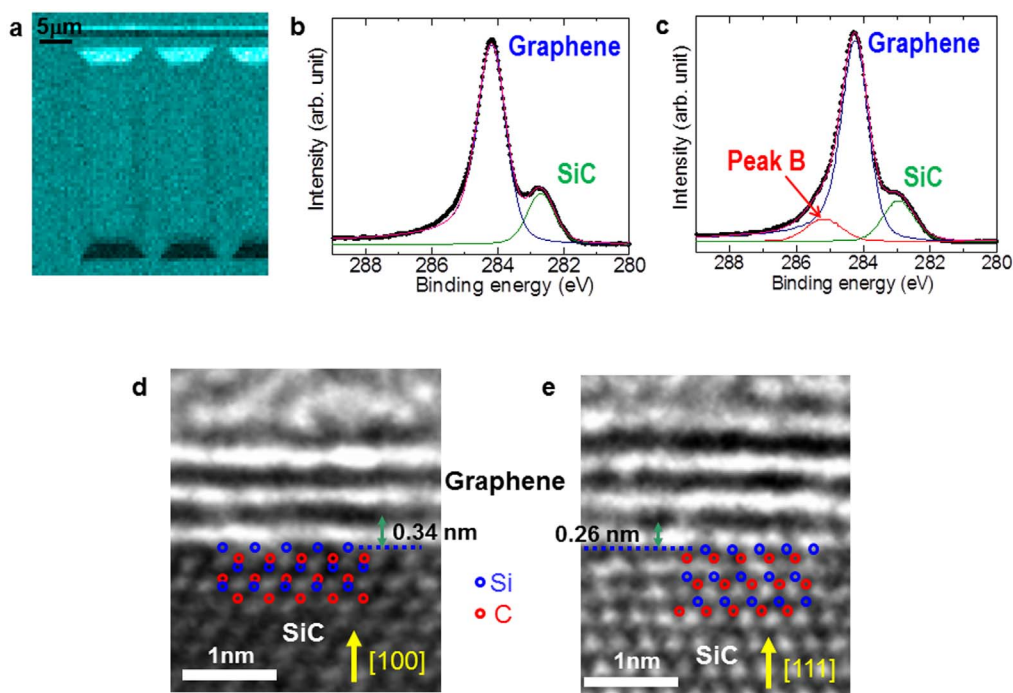 a
5μm
b
Intensity (arb. unit)
Graphene
SiC
288 286 284 282 280
Binding energy (eV)
c
Intensity (arb. unit)
Graphene
Peak B
SiC
288 286 284 282 280
Binding energy (eV)
d
Graphene
0.34 nm
Si
C
SiC
1nm
[100]
e
0.26 nm
SiC
1nm
[111]